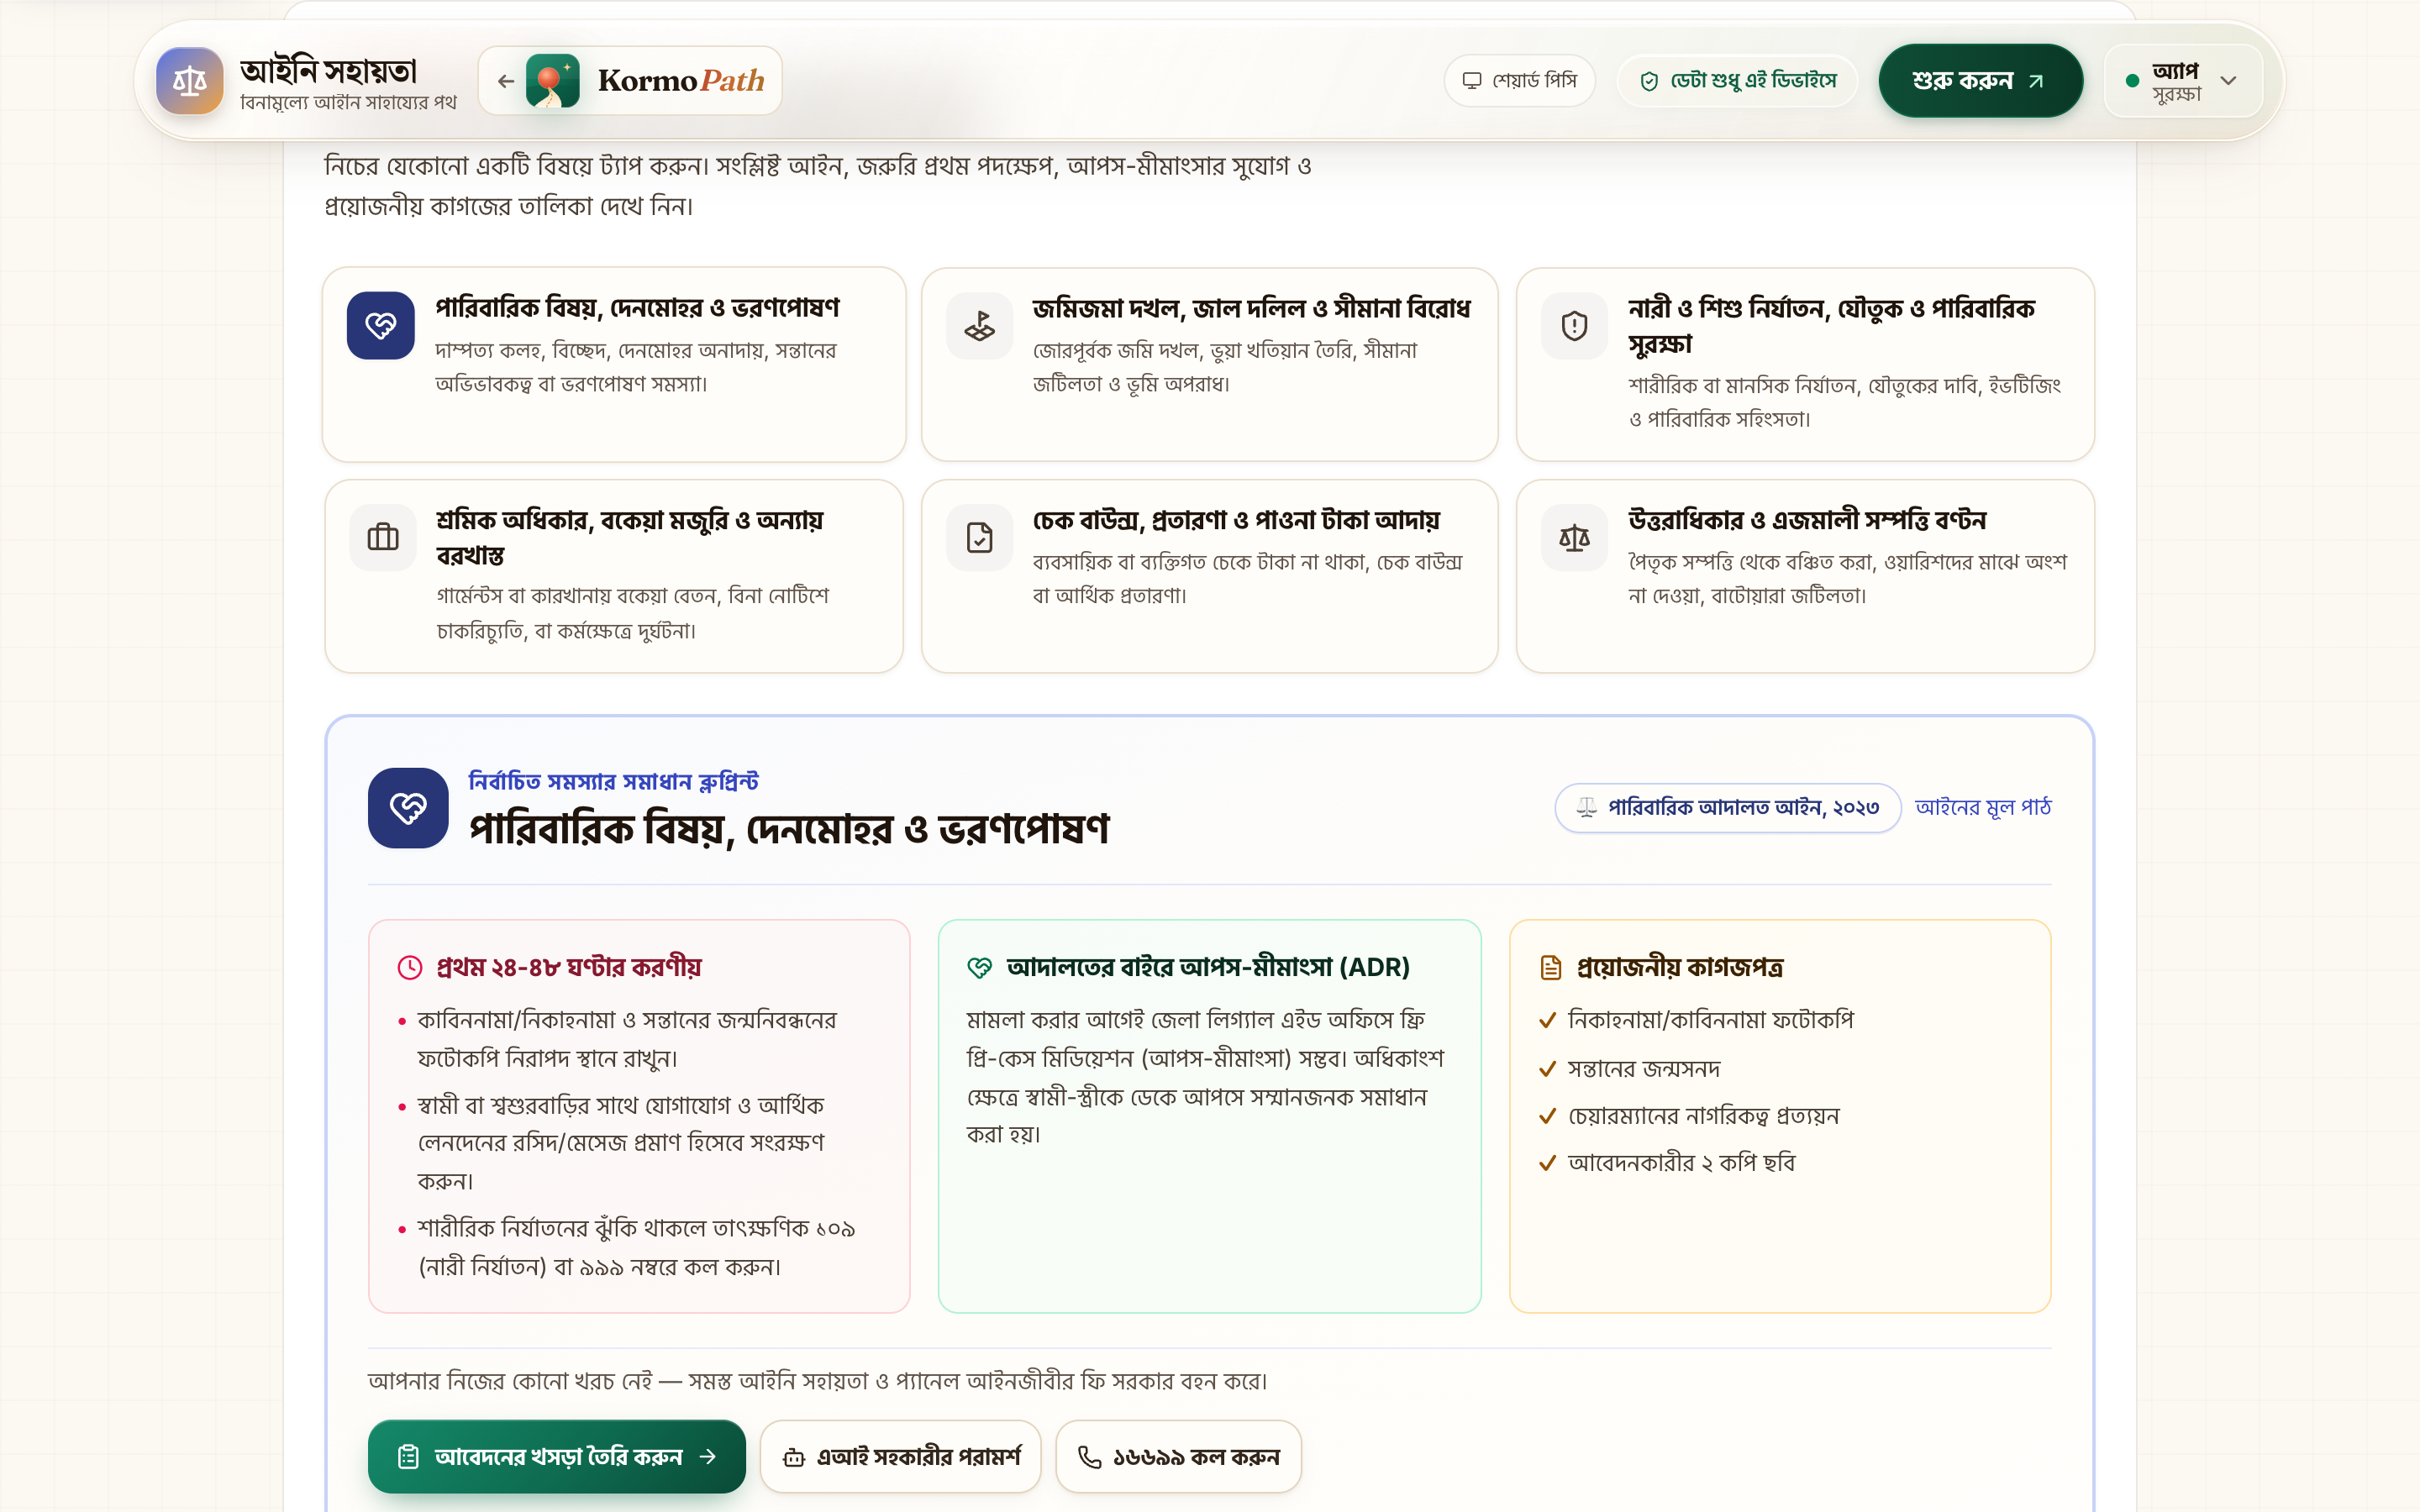 আইনি সহায়তা
বিনামূল্যে আইনি সাহায্যের পথ
KormoPath
শেয়ার্ড পিসি
ডেটা শুধু এই ডিভাইসে
শুরু করুন
অ্যাপ
সুরক্ষা
নিচের যেকোনো একটি বিষয়ে ট্যাপ করুন। সংশ্লিষ্ট আইন, জরুরি প্রথম পদক্ষেপ, আপস-মীমাংসার সুযোগ ও
প্রয়োজনীয় কাগজের তালিকা দেখে নিন।
পারিবারিক বিষয়, দেনমোহর ও ভরণপোষণ
দাম্পত্য কলহ, বিচ্ছেদ, দেনমোহর অনাদায়, সন্তানের
অভিভাবকত্ব বা ভরণপোষণ সমস্যা।
জমিজমা দখল, জাল দলিল ও সীমানা বিরোধ
জোরপূর্বক জমি দখল, ভুয়া খতিয়ান তৈরি, সীমানা
জটিলতা ও ভূমি অপরাধ।
নারী ও শিশু নির্যাতন, যৌতুক ও পারিবারিক
সুরক্ষা
শারীরিক বা মানসিক নির্যাতন, যৌতুকের দাবি, ইভটিজিং
ও পারিবারিক সহিংসতা।
শ্রমিক অধিকার, বকেয়া মজুরি ও অন্যায়
বরখাস্ত
গার্মেন্টস বা কারখানায় বকেয়া বেতন, বিনা নোটিশে
চাকরিচ্যুতি, বা কর্মক্ষেত্রে দুর্ঘটনা।
চেক বাউন্স, প্রতারণা ও পাওনা টাকা আদায়
ব্যবসায়িক বা ব্যক্তিগত চেকে টাকা না থাকা, চেক বাউন্স
বা আর্থিক প্রতারণা।
উত্তরাধিকার ও এজমালী সম্পত্তি বণ্টন
পৈতৃক সম্পত্তি থেকে বঞ্চিত করা, ওয়ারিশদের মাঝে অংশ
না দেওয়া, বাটোয়ারা জটিলতা।
নির্বাচিত সমস্যার সমাধান ব্লুপ্রিন্ট
পারিবারিক বিষয়, দেনমোহর ও ভরণপোষণ
পারিবারিক আদালত আইন, ২০২৩
আইনের মূল পাঠ
প্রথম ২৪-৪৮ ঘণ্টার করণীয়
• কাবিননামা/নিকাহনামা ও সন্তানের জন্মনিবন্ধনের
ফটোকপি নিরাপদ স্থানে রাখুন।
• স্বামী বা শ্বশুরবাড়ির সাথে যোগাযোগ ও আর্থিক
লেনদেনের রসিদ/মেসেজ প্রমাণ হিসেবে সংরক্ষণ
করুন।
• শারীরিক নির্যাতনের ঝুঁকি থাকলে তাৎক্ষণিক ১০৯
(নারী নির্যাতন) বা ৯৯৯ নম্বরে কল করুন।
আদালতের বাইরে আপস-মীমাংসা (ADR)
মামলা করার আগেই জেলা লিগ্যাল এইড অফিসে ফ্রি
প্রি-কেস মিডিয়েশন (আপস-মীমাংসা) সম্ভব। অধিকাংশ
ক্ষেত্রে স্বামী-স্ত্রীকে ডেকে আপসে সম্মানজনক সমাধান
করা হয়।
প্রয়োজনীয় কাগজপত্র
নিকাহনামা/কাবিননামা ফটোকপি
সন্তানের জন্মসনদ
চেয়ারম্যানের নাগরিকত্ব প্রত্যয়ন
আবেদনকারীর ২ কপি ছবি
আপনার নিজের কোনো খরচ নেই — সমস্ত আইনি সহায়তা ও প্যানেল আইনজীবীর ফি সরকার বহন করে।
আবেদনের খসড়া তৈরি করুন →
এআই সহকারীর পরামর্শ
১৬৬৯৯ কল করুন